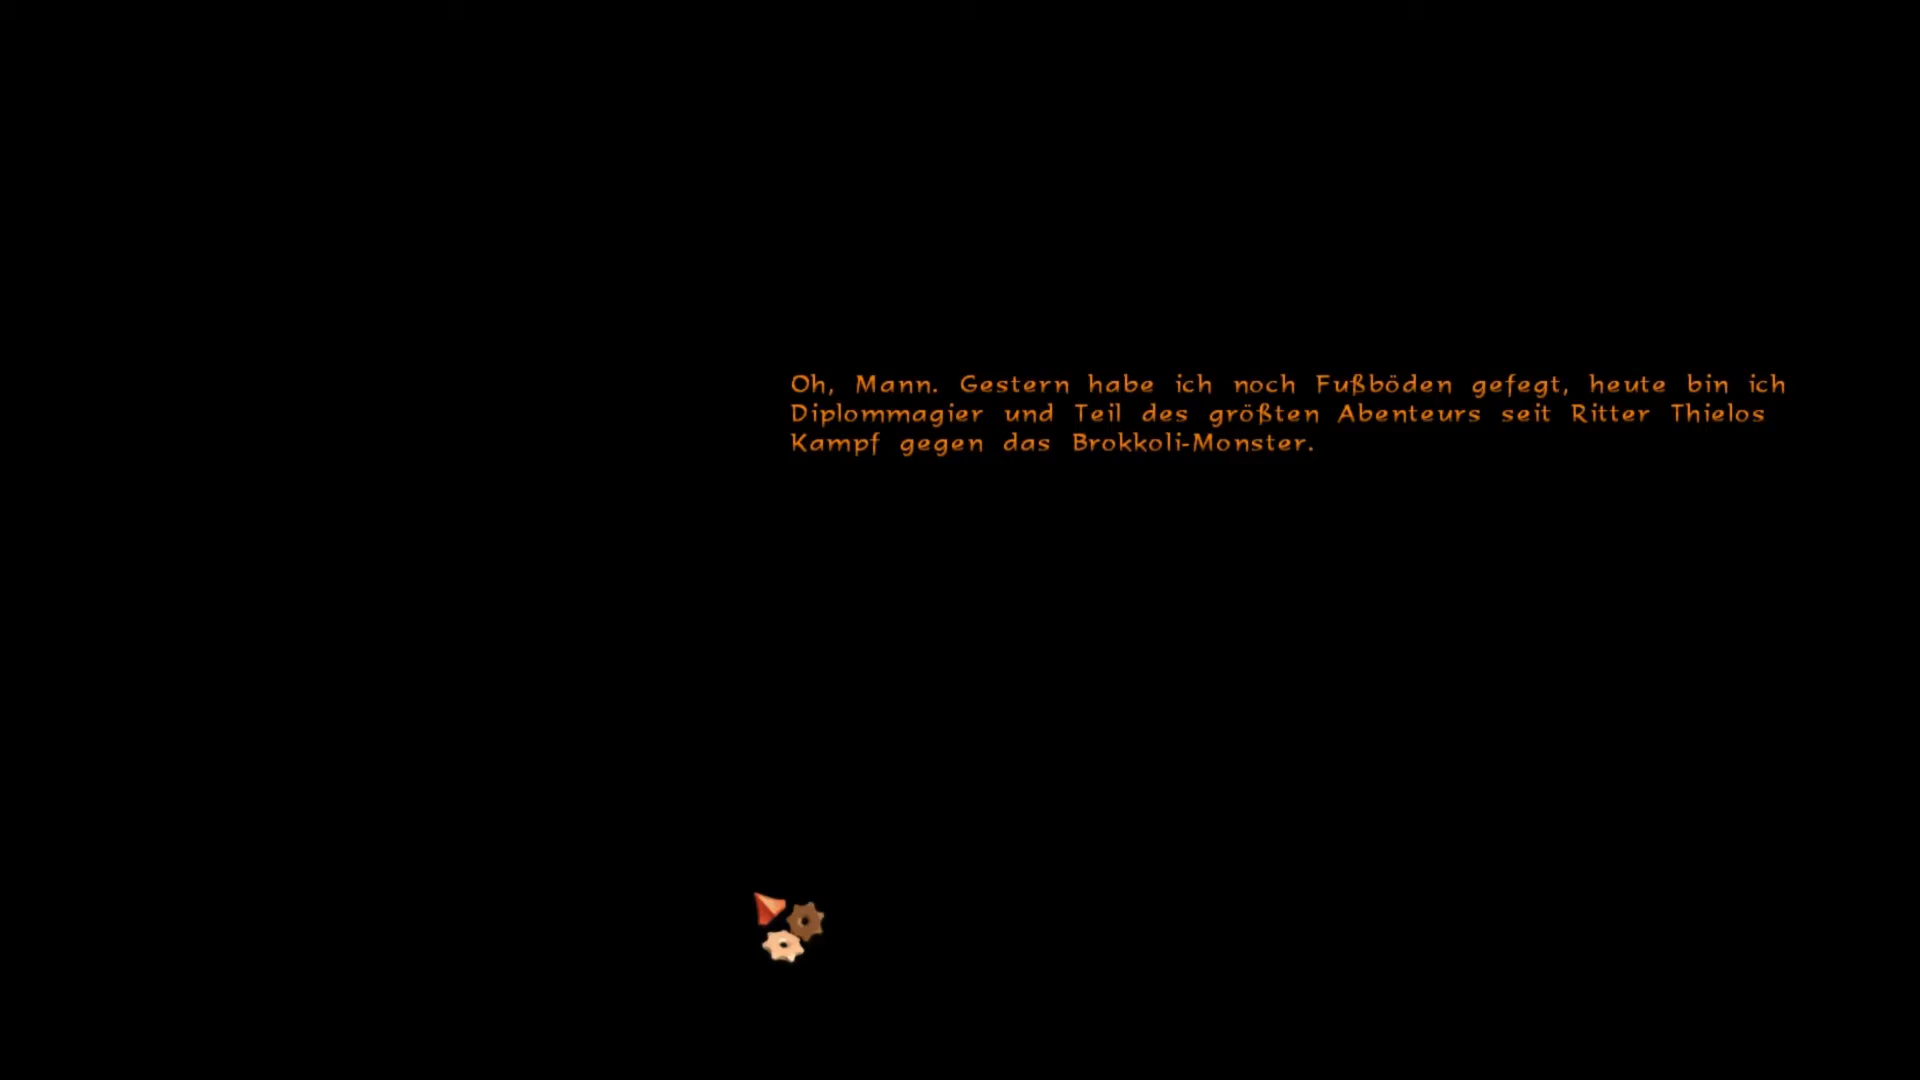 Oh, Mann. Gestern habe ich noch Fußböden gefegt, heute bin ich
Diplommagier und Teil des größten Abenteurs seit Ritter Thielos
Kampf gegen das Brokkoli-Monster.